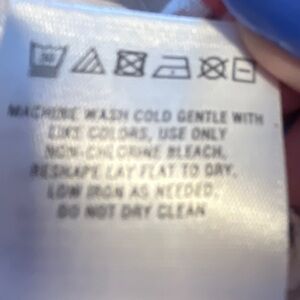 30
MACHINE WASH COLD GENTLE WITH
LIKE COLORS, USE ONLY
NON-CHLORINE BLEACH,
RESHAPE LAY FLAT TO DRY,
LOW IRON AS NEEDED,
DO NOT DRY CLEAN